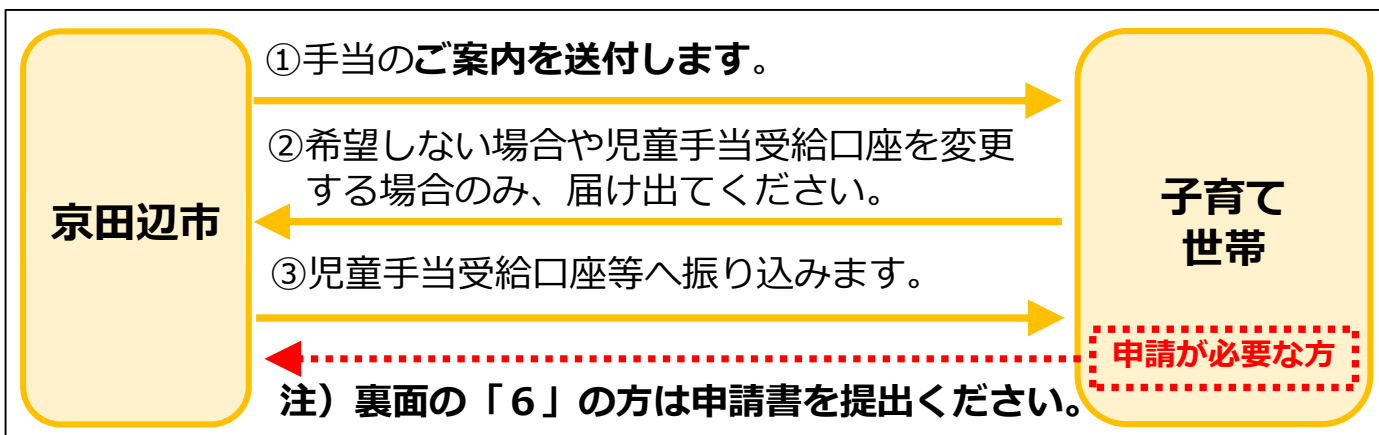 ①手当のご案内を送付します。
②希望しない場合や児童手当受給口座を変更
する場合のみ、届け出てください。
京田辺市
子育て
世帯
③児童手当受給口座等へ振り込みます。
申請が必要な方
注）裏面の「６」の方は申請書を提出ください。